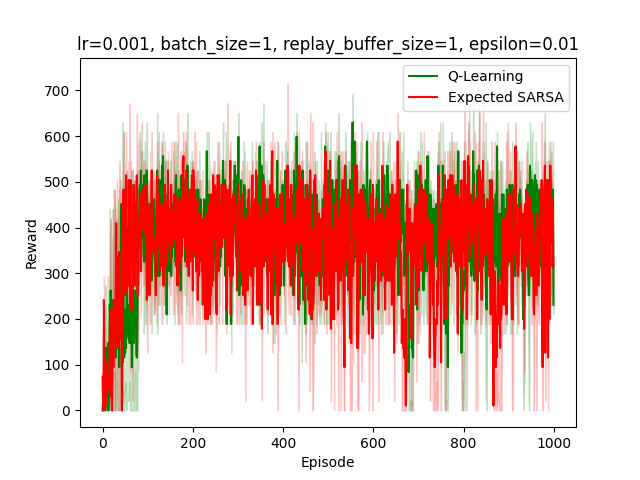 lr=0.001, batch_size=1, replay_buffer_size=1, epsilon=0.01
Q-Learning
Expected SARSA
700
600
500
400
300
200
100
0
Reward
0 200 400 600 800 1000
Episode